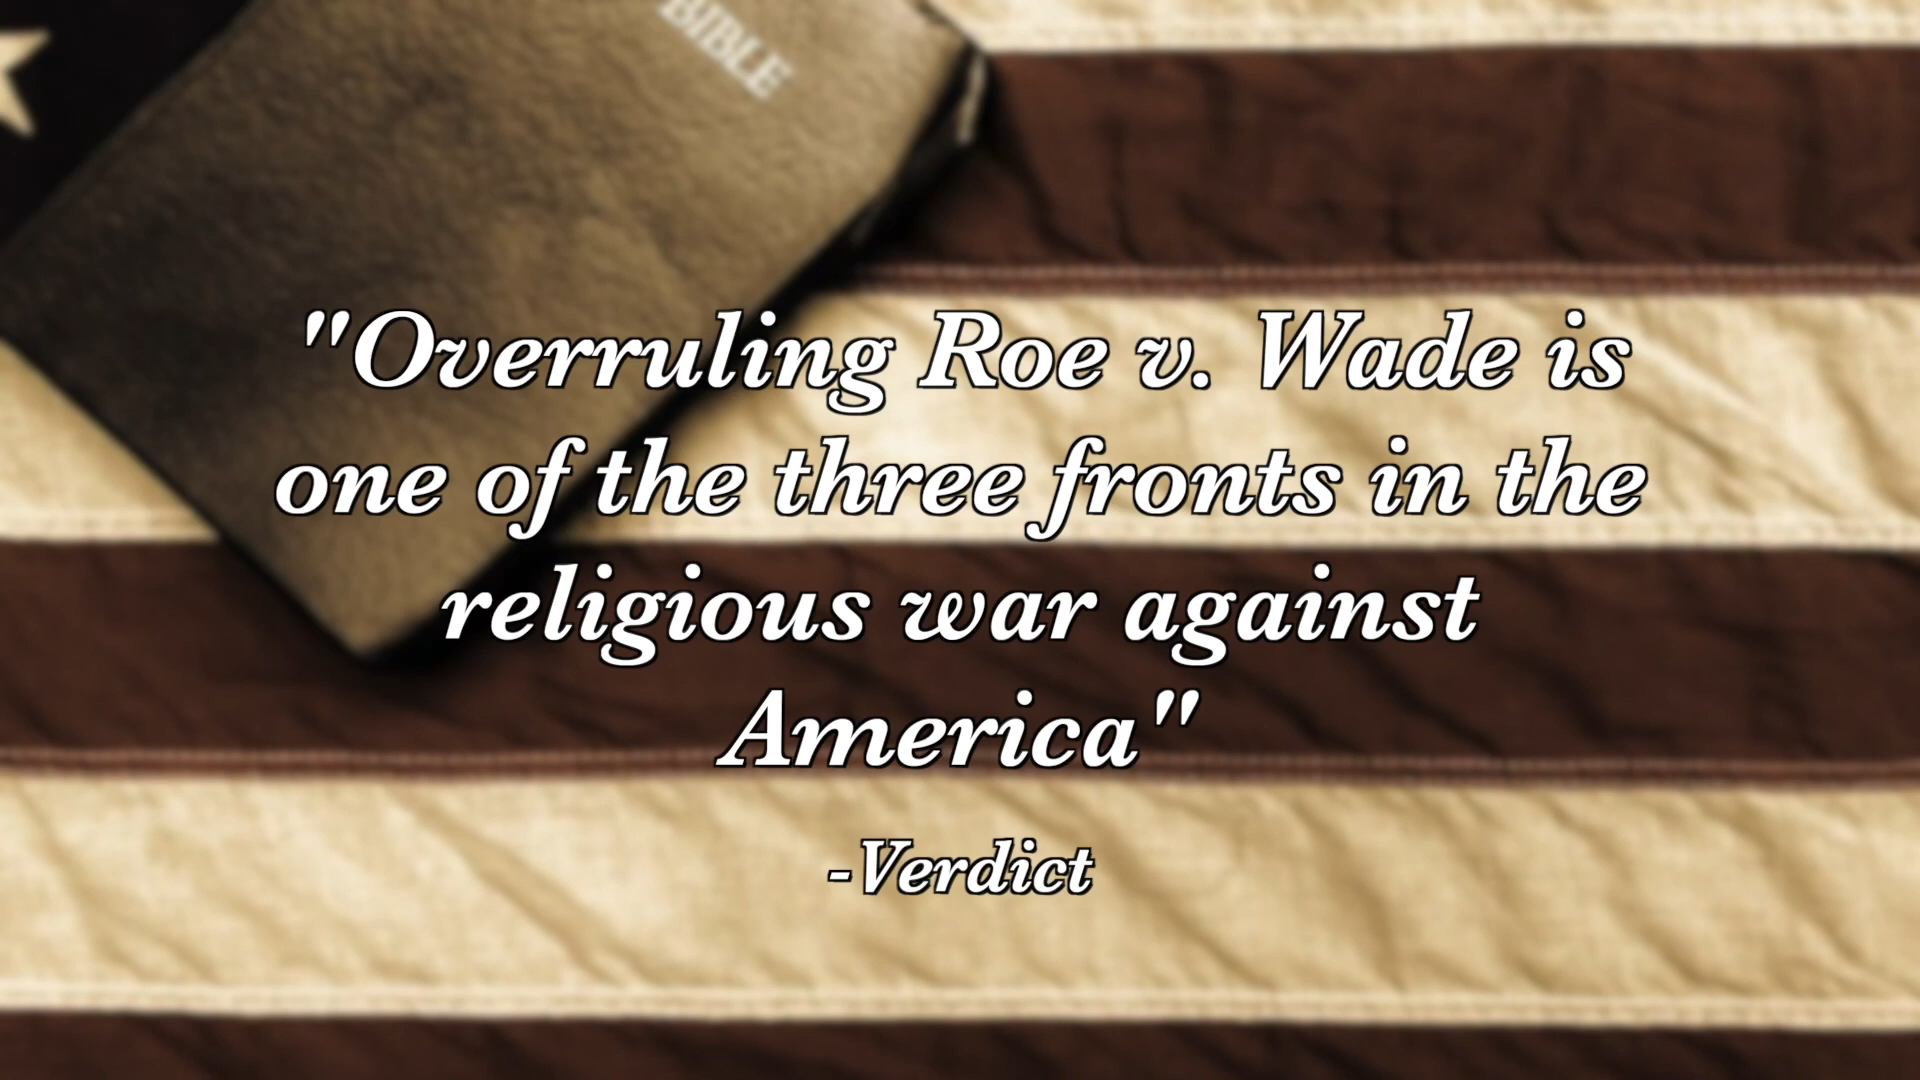 BIBLE
"Overruling Roe v. Wade is
one of the three fronts in the
religious war against
America"
-Verdict